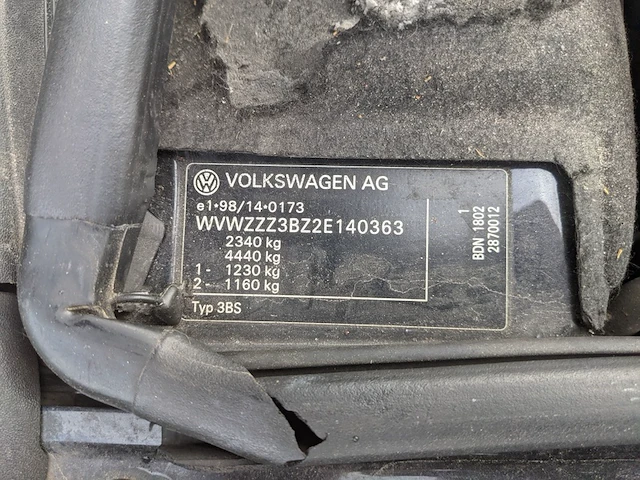 VOLKSWAGEN AG
e1•98/14•0173
WVWZZZ3BZ2E140363
2340 kg
4440 kg
1- 1230 kg
2- 1160 kg
Typ 3BS
1
BDN 1802
2870012